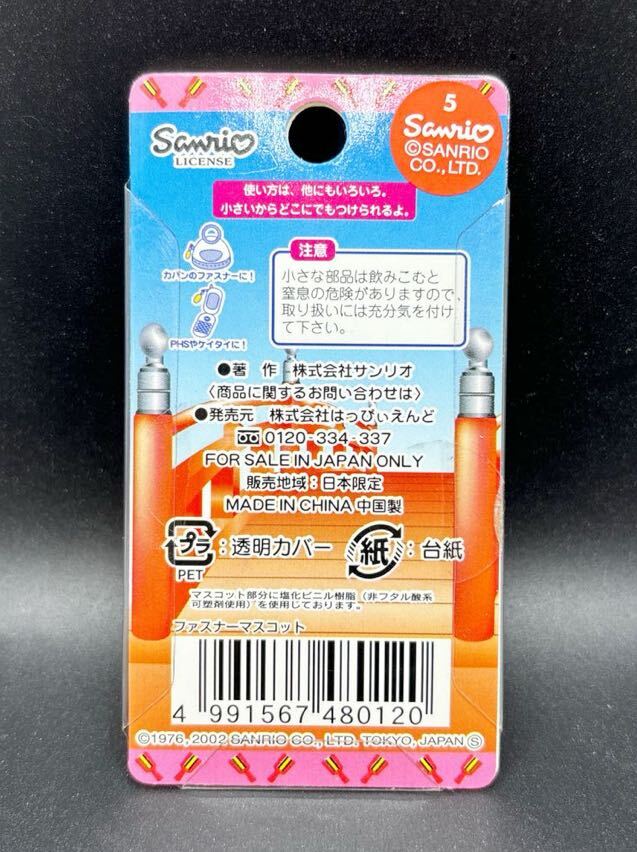 Sanrio
LICENSE
5
Sanrio
©SANRIO
CO., LTD.
使い方は、他にもいろいろ。
小さいからどこにでもつけられるよ。
カバンのファスナーに!
PHSやケイタイに!
注意
小さな部品は飲みこむと
窒息の危険がありますので、
取り扱いには充分気を付け
て下さい。
●著 作 株式会社サンリオ
〈商品に関するお問い合わせは〉
●発売元 株式会社はっぴぃえんど
0120-334-337
FOR SALE IN JAPAN ONLY
販売地域:日本限定
MADE IN CHINA 中国製
プラ:透明カバー 紙:台紙
PET
マスコット部分に塩化ビニル樹脂(非フタル酸系
可塑剤使用)を使用しております。
ファスナーマスコット
4 991567 480120
©1976, 2002 SANRIO CO., LTD. TOKYO, JAPAN Ⓢ